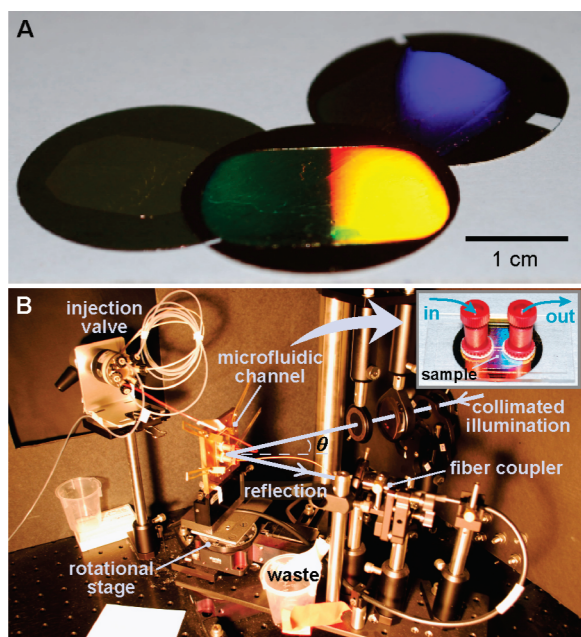 A
1 cm
B
injection
valve
microfluidic
channel
in
out
sample
collimated
illumination
θ
fiber coupler
reflection
rotational
stage
waste